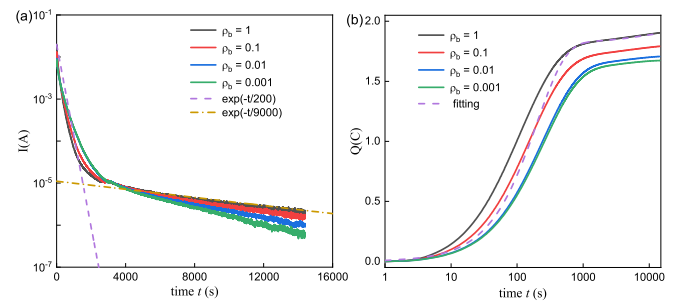 (a)
10⁻¹
10⁻³
10⁻⁵
10⁻⁷
I(A)
ρb = 1
ρb = 0.1
ρb = 0.01
ρb = 0.001
exp(-t/200)
exp(-t/9000)
0 4000 8000 12000 16000
time t (s)
(b)
2.0
1.5
1.0
0.5
0.0
Q(C)
ρb = 1
ρb = 0.1
ρb = 0.01
ρb = 0.001
fitting
1 10 100 1000 10000
time t (s)